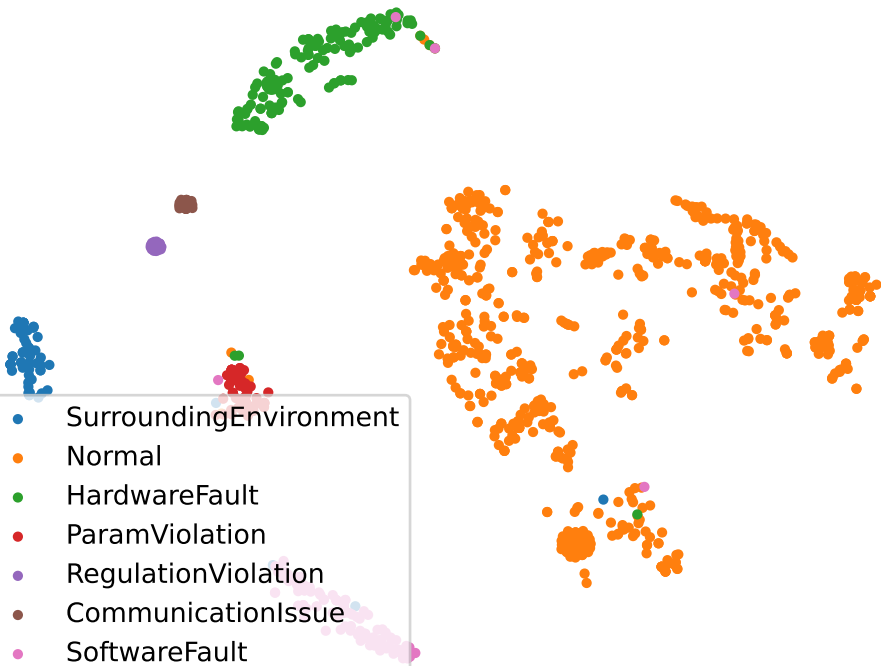 SurroundingEnvironment
Normal
HardwareFault
ParamViolation
RegulationViolation
CommunicationIssue
SoftwareFault